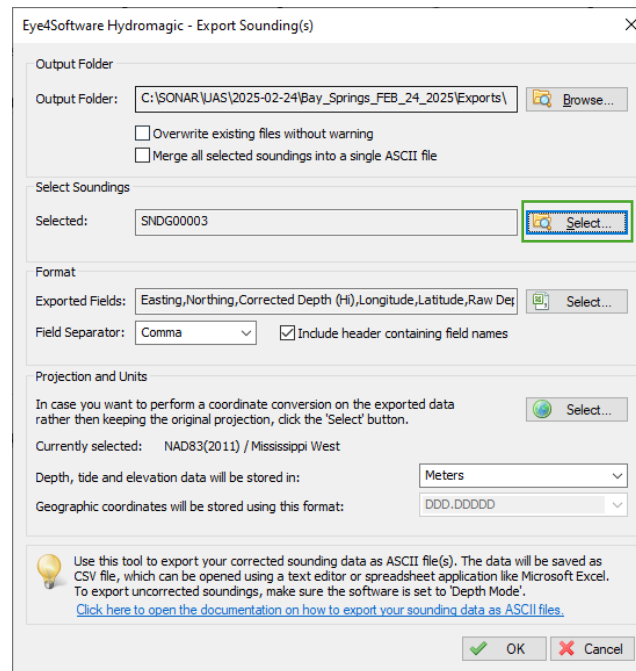 Eye4Software Hydromagic - Export Sounding(s)
Output Folder
Output Folder: C:\SONAR\UAS\2025-02-24\Bay_Springs_FEB_24_2025\Exports\ Browse...
Overwrite existing files without warning
Merge all selected soundings into a single ASCII file
Select Soundings
Selected: SNDG00003 Select...
Format
Exported Fields: Easting,Northing,Corrected Depth (Hi),Longitude,Latitude,Raw Dep Select...
Field Separator: Comma Include header containing field names
Projection and Units
In case you want to perform a coordinate conversion on the exported data
rather then keeping the original projection, click the 'Select' button. Select...
Currently selected: NAD83(2011) / Mississippi West
Depth, tide and elevation data will be stored in: Meters
Geographic coordinates will be stored using this format: DDD.DDDDD
Use this tool to export your corrected sounding data as ASCII file(s). The data will be saved as
CSV file, which can be opened using a text editor or spreadsheet application like Microsoft Excel.
To export uncorrected soundings, make sure the software is set to 'Depth Mode'.
Click here to open the documentation on how to export your sounding data as ASCII files.
OK Cancel